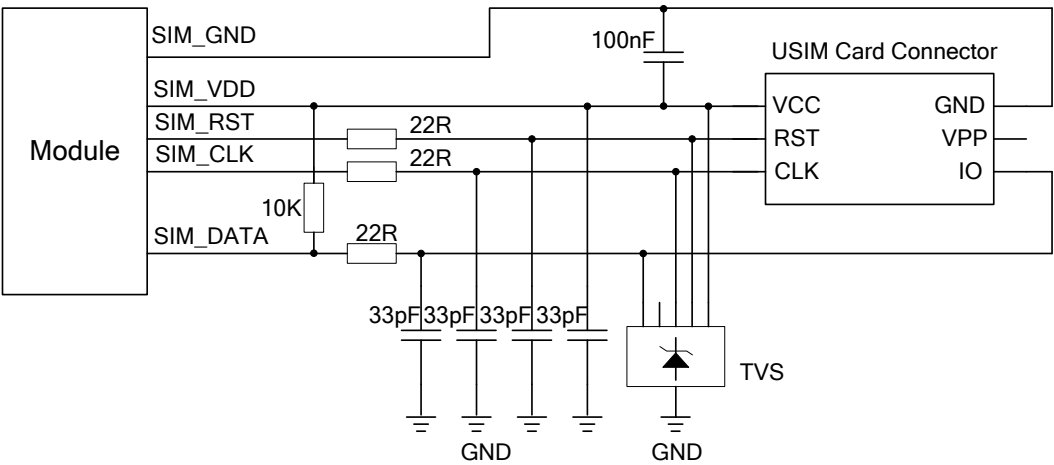 SIM_GND
100nF
USIM Card Connector
SIM_VDD
VCC
GND
SIM_RST
22R
RST
VPP
Module
SIM_CLK
22R
CLK
IO
10K
SIM_DATA
22R
33pF 33pF 33pF 33pF
TVS
GND
GND